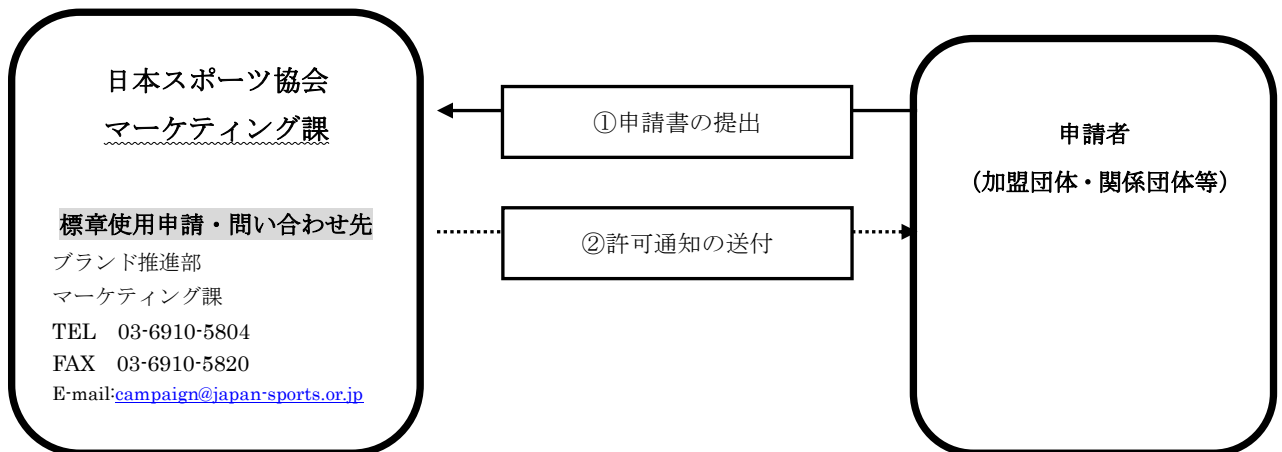 日本スポーツ協会
マーケティング課
標章使用申請・問い合わせ先
ブランド推進部
マーケティング課
TEL　03-6910-5804
FAX　03-6910-5820
E-mail:campaign@japan-sports.or.jp
①申請書の提出
②許可通知の送付
申請者
（加盟団体・関係団体等）